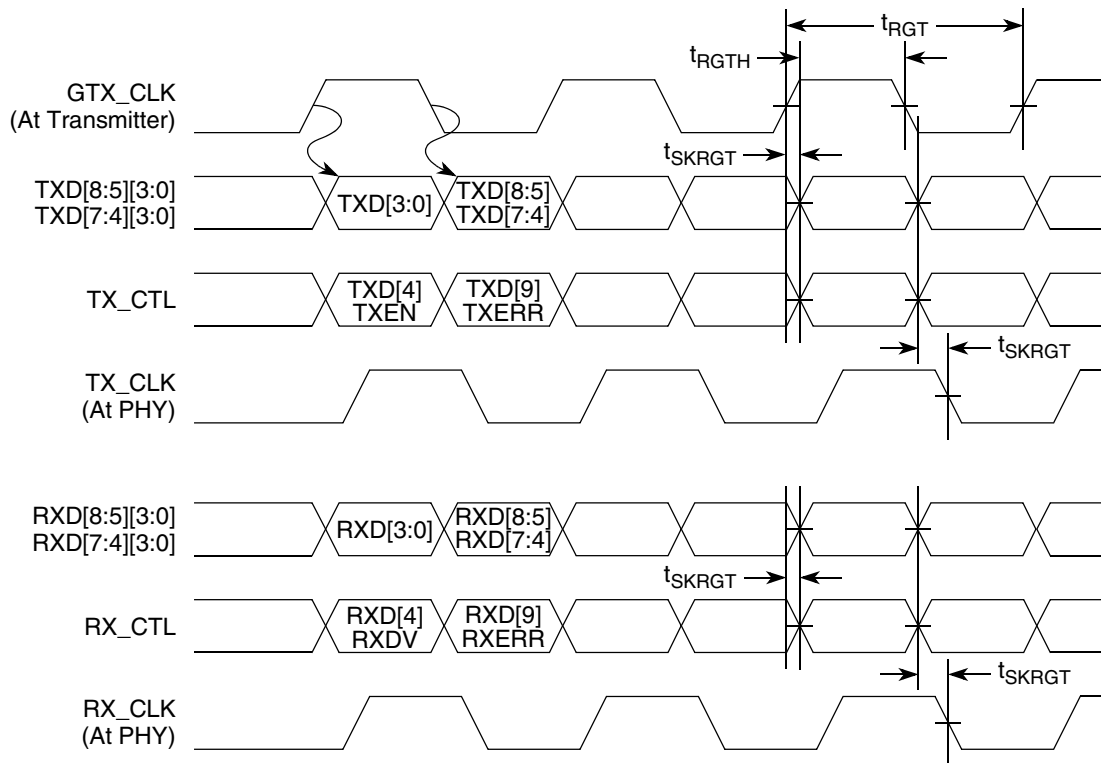 tRGT
tRGTH
GTX_CLK
(At Transmitter)
tSKRGT
TXD[8:5][3:0]
TXD[7:4][3:0]
TXD[3:0]
TXD[8:5]
TXD[7:4]
TX_CTL
TXD[4]
TXEN
TXD[9]
TXERR
tSKRGT
TX_CLK
(At PHY)
RXD[8:5][3:0]
RXD[7:4][3:0]
RXD[3:0]
RXD[8:5]
RXD[7:4]
tSKRGT
RX_CTL
RXD[4]
RXDV
RXD[9]
RXERR
tSKRGT
RX_CLK
(At PHY)